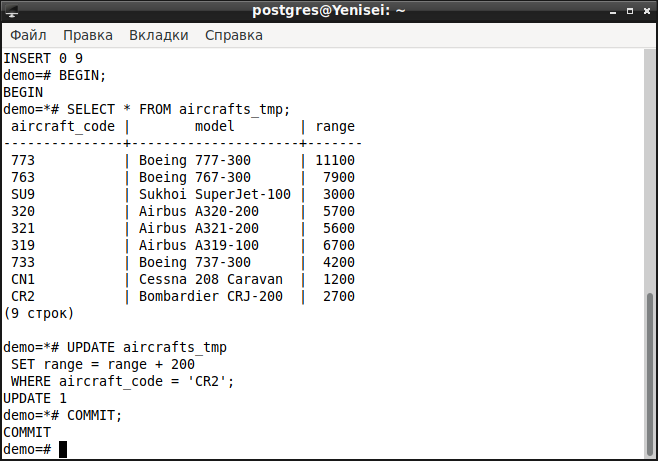 postgres@Yenisei: ~
Файл Правка Вкладки Справка
INSERT 0 9
demo=# BEGIN;
BEGIN
demo=*# SELECT * FROM aircrafts_tmp;
 aircraft_code |        model        | range
---------------+---------------------+-------
 773           | Boeing 777-300      | 11100
 763           | Boeing 767-300      |  7900
 SU9           | Sukhoi SuperJet-100 |  3000
 320           | Airbus A320-200     |  5700
 321           | Airbus A321-200     |  5600
 319           | Airbus A319-100     |  6700
 733           | Boeing 737-300      |  4200
 CN1           | Cessna 208 Caravan  |  1200
 CR2           | Bombardier CRJ-200  |  2700
(9 строк)

demo=*# UPDATE aircrafts_tmp
 SET range = range + 200
 WHERE aircraft_code = 'CR2';
UPDATE 1
demo=*# COMMIT;
COMMIT
demo=#